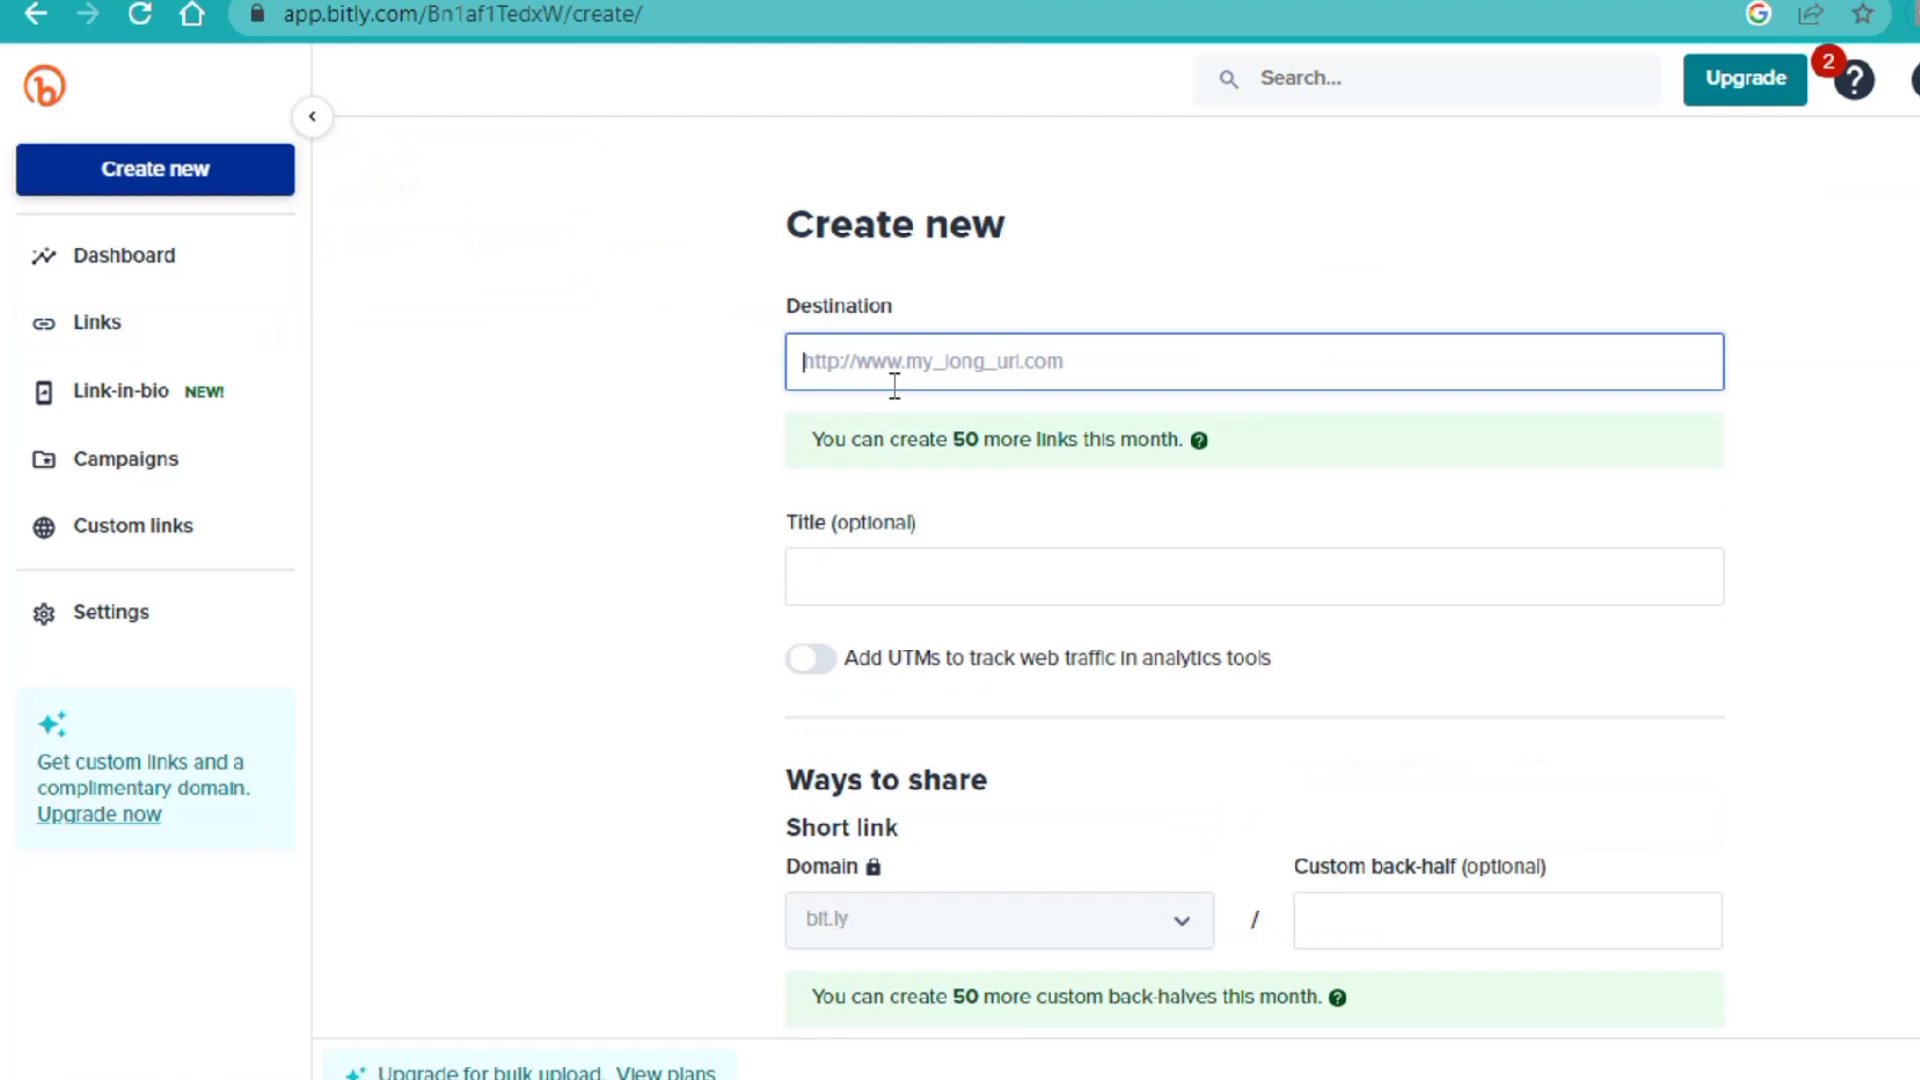 app.bitly.com/Bn1af1TedxW/create/
Search...
Upgrade
2
Create new
Dashboard
Links
Link-in-bio NEW!
Campaigns
Custom links
Settings
Get custom links and a
complimentary domain.
Upgrade now
Create new
Destination
http://www.my_long_url.com
You can create 50 more links this month.
Title (optional)
Add UTMs to track web traffic in analytics tools
Ways to share
Short link
Domain
Custom back-half (optional)
bit.ly
/
You can create 50 more custom back-halves this month.
Upgrade for bulk upload. View plans